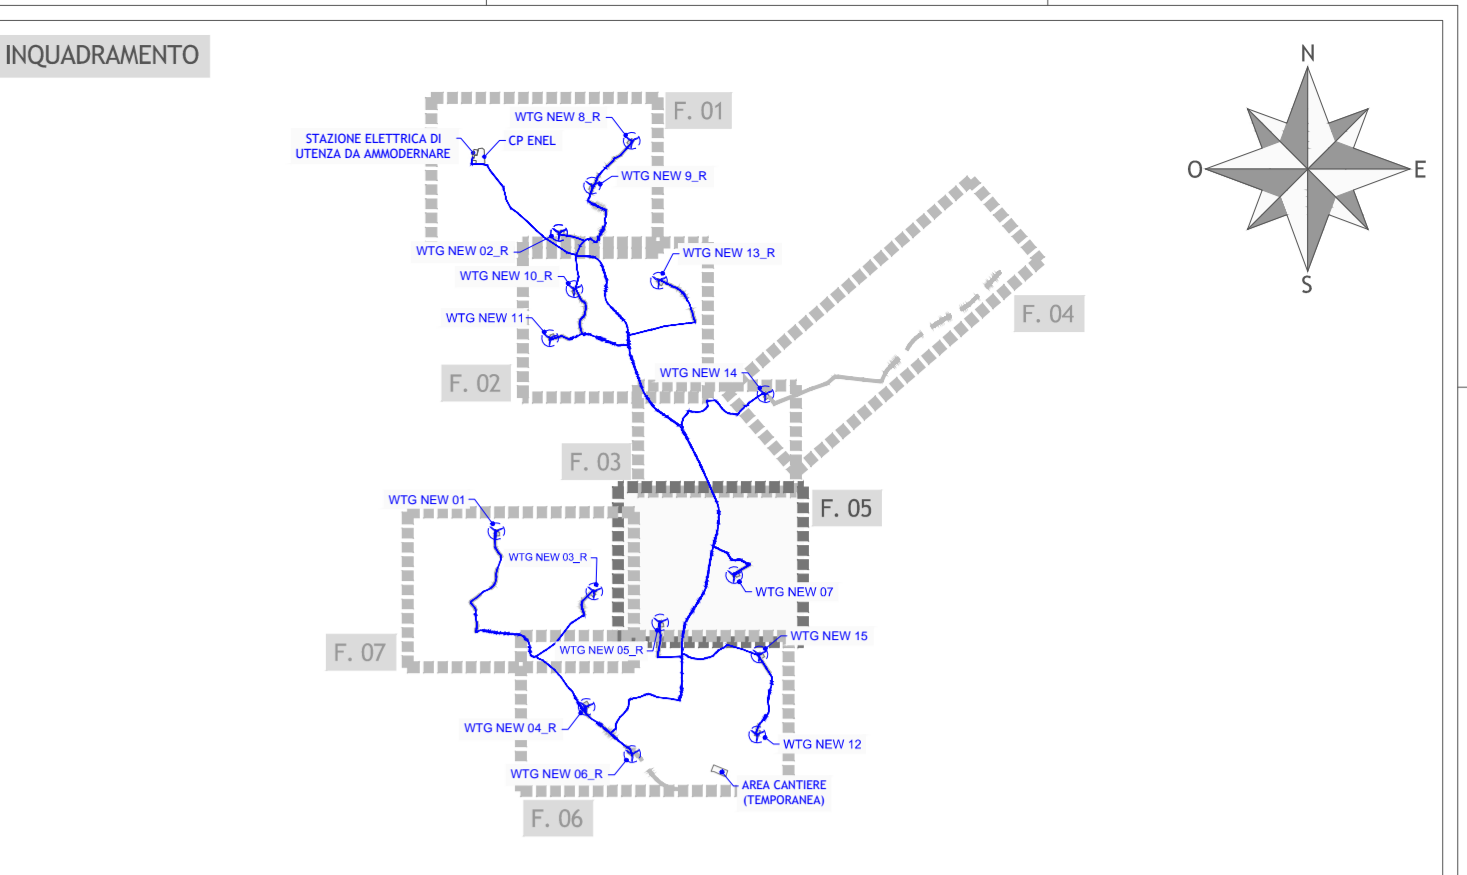 INQUADRAMENTO
N
O
E
S
F. 01
WTG NEW 8_R
STAZIONE ELETTRICA DI
UTENZA DA AMMODERNARE
CP ENEL
WTG NEW 9_R
WTG NEW 02_R
WTG NEW 13_R
WTG NEW 10_R
WTG NEW 11
F. 04
F. 02
WTG NEW 14
F. 03
WTG NEW 01
F. 05
WTG NEW 03_R
WTG NEW 07
WTG NEW 15
F. 07
WTG NEW 05_R
WTG NEW 04_R
WTG NEW 12
WTG NEW 06_R
AREA CANTIERE
(TEMPORANEA)
F. 06